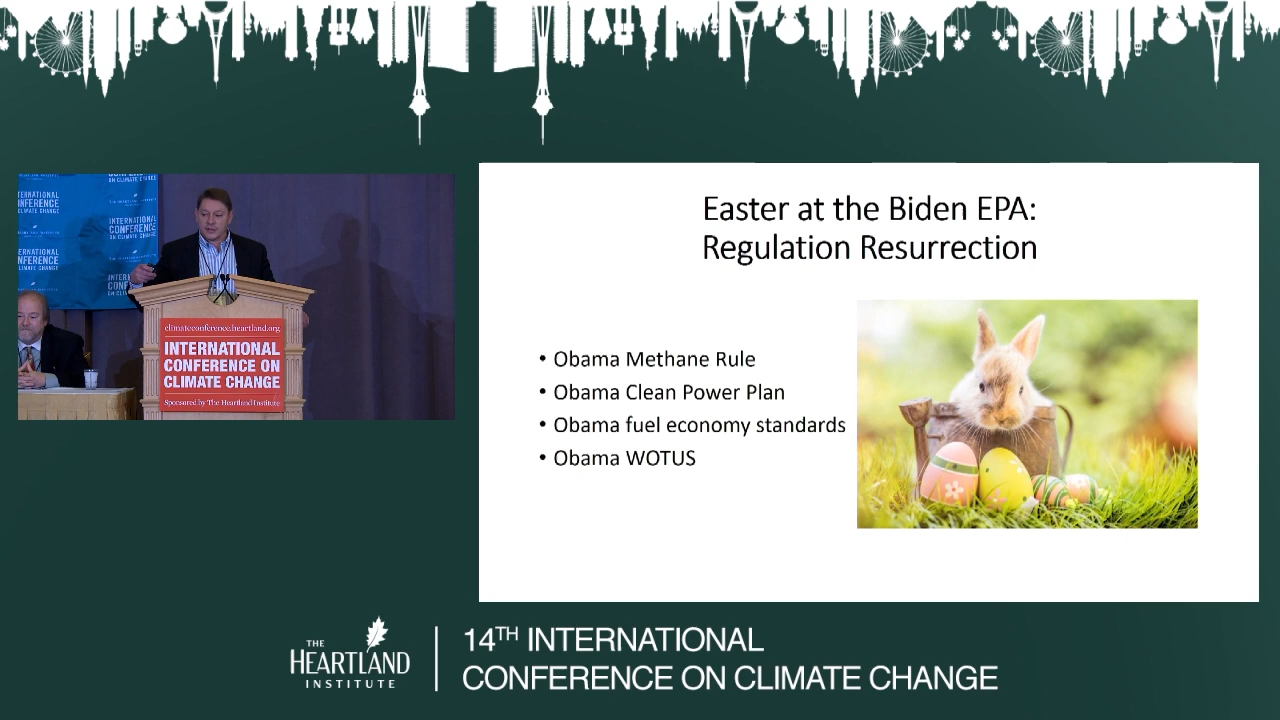 INTERNATIONAL
CONFERENCE
ON CLIMATE CHANGE
climateconference.heartland.org
INTERNATIONAL
CONFERENCE ON
CLIMATE CHANGE
Sponsored by The Heartland Institute
Easter at the Biden EPA:
Regulation Resurrection
• Obama Methane Rule
• Obama Clean Power Plan
• Obama fuel economy standards
• Obama WOTUS
THE
HEARTLAND
INSTITUTE
14TH INTERNATIONAL
CONFERENCE ON CLIMATE CHANGE